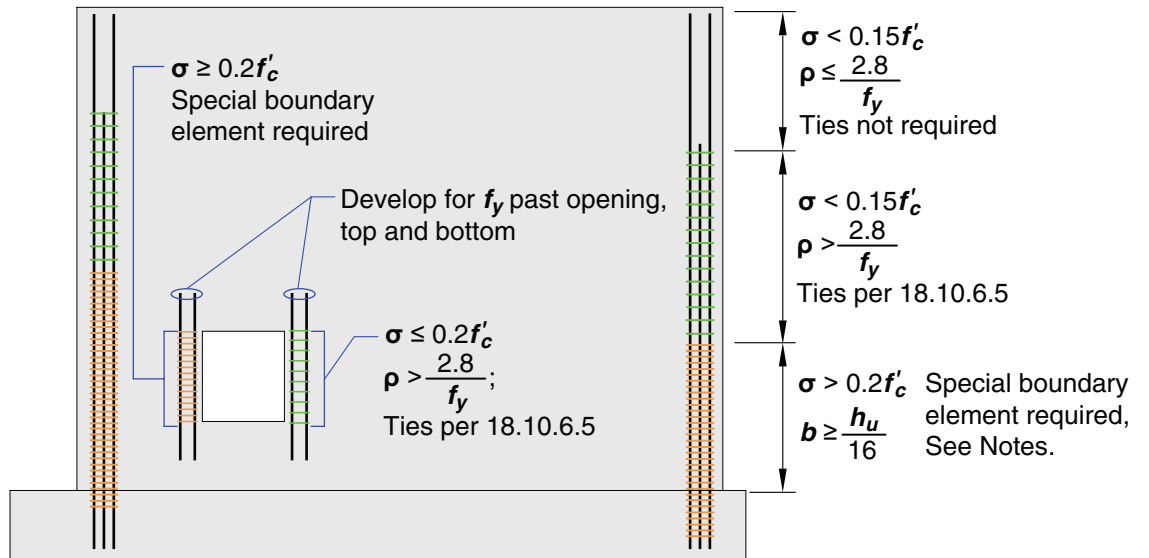 σ ≥ 0.2f′c
Special boundary
element required
Develop for fy past opening,
top and bottom
σ ≤ 0.2f′c
ρ > 2.8/fy;
Ties per 18.10.6.5
σ < 0.15f′c
ρ ≤ 2.8/fy
Ties not required
σ < 0.15f′c
ρ > 2.8/fy
Ties per 18.10.6.5
σ > 0.2f′c Special boundary
b ≥ hu/16 element required,
See Notes.